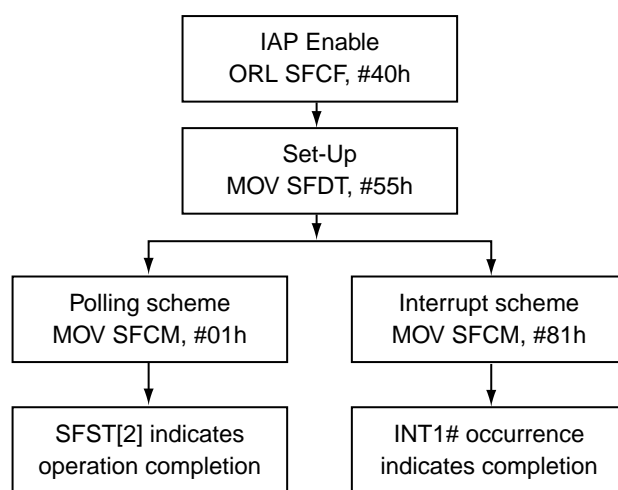 IAP Enable
ORL SFCF, #40h
Set-Up
MOV SFDT, #55h
Polling scheme
MOV SFCM, #01h
Interrupt scheme
MOV SFCM, #81h
SFST[2] indicates
operation completion
INT1# occurrence
indicates completion